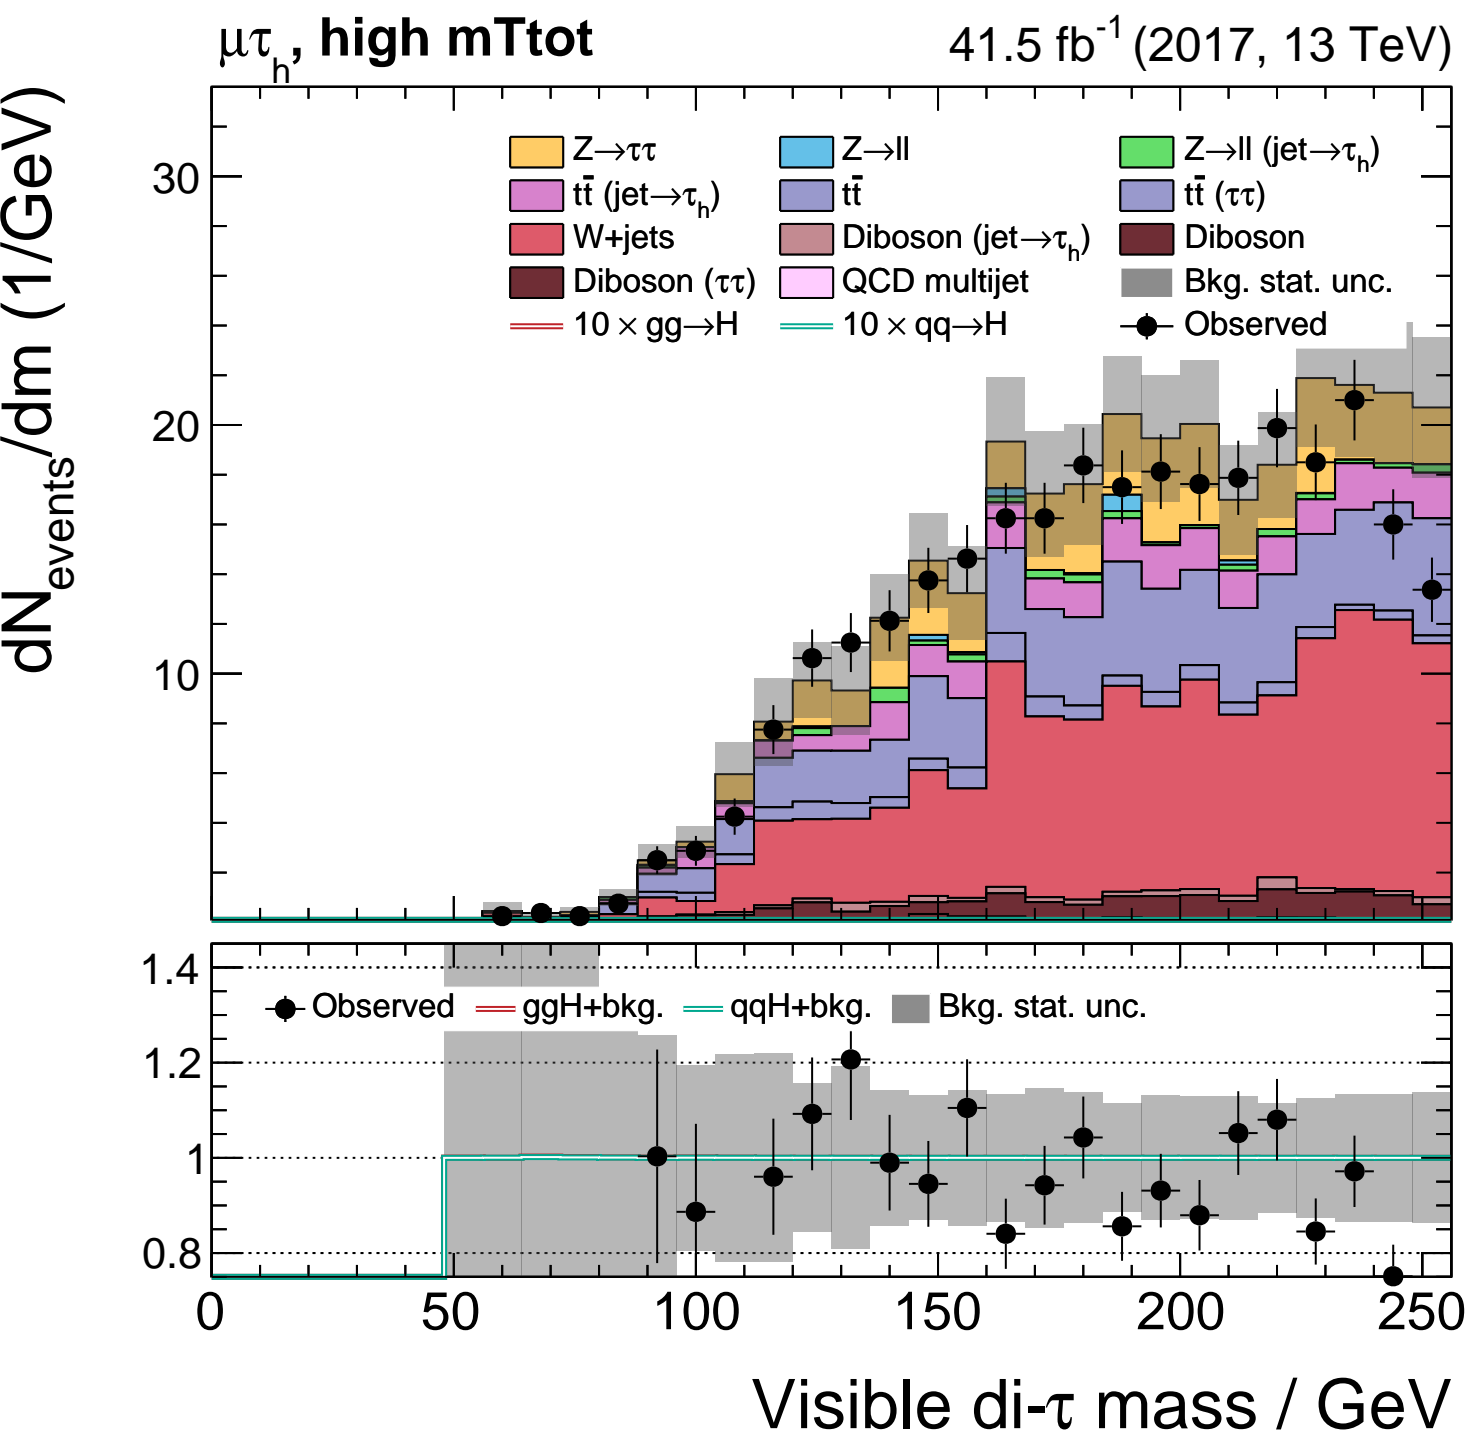 μτh, high mTtot 41.5 fb-1 (2017, 13 TeV)
dNevents/dm (1/GeV)
30
20
10
Z→ττ Z→ll Z→ll (jet→τh)
tt̄ (jet→τh) tt̄ tt̄ (ττ)
W+jets Diboson (jet→τh) Diboson
Diboson (ττ) QCD multijet Bkg. stat. unc.
10 × gg→H 10 × qq→H Observed
1.4
1.2
1
0.8
Observed ggH+bkg. qqH+bkg. Bkg. stat. unc.
0 50 100 150 200 250
Visible di-τ mass / GeV